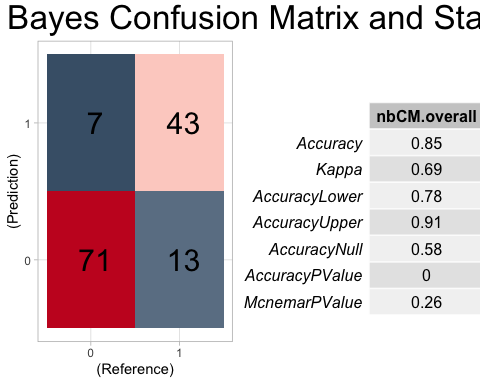 Bayes Confusion Matrix and Sta
1
7
43
0
71
13
0
1
(Prediction)
(Reference)
nbCM.overall
Accuracy 0.85
Kappa 0.69
AccuracyLower 0.78
AccuracyUpper 0.91
AccuracyNull 0.58
AccuracyPValue 0
McnemarPValue 0.26